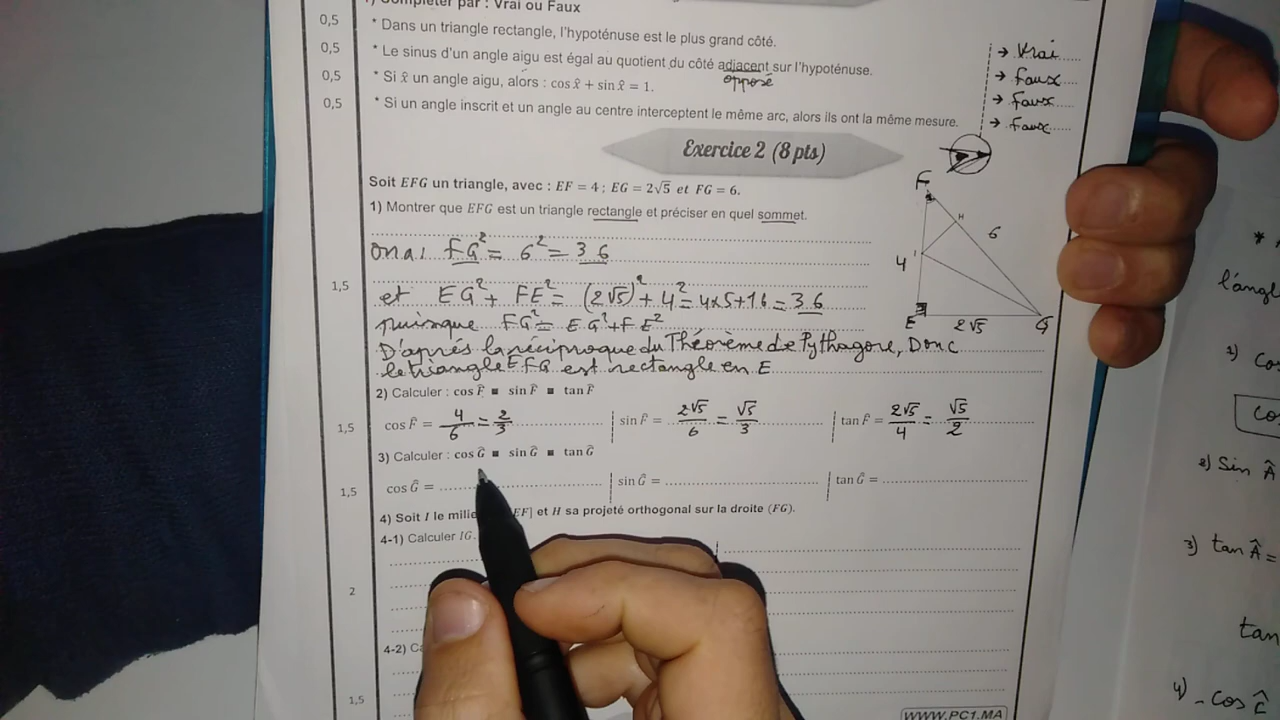 Compléter par : Vrai ou Faux
0,5 * Dans un triangle rectangle, l'hypoténuse est le plus grand côté. → Vrai
0,5 * Le sinus d'un angle aigu est égal au quotient du côté adjacent sur l'hypoténuse. → Faux
opposé
0,5 * Si x̂ un angle aigu, alors : cos x̂ + sin x̂ = 1. → Faux
0,5 * Si un angle inscrit et un angle au centre interceptent le même arc, alors ils ont la même mesure. → Faux
Exercice 2 (8 pts)
Soit EFG un triangle, avec : EF = 4 ; EG = 2√5 et FG = 6.
1) Montrer que EFG est un triangle rectangle et préciser en quel sommet.
on a : FG² = 6² = 36
1,5 et EG² + FE² = (2√5)² + 4² = 4x5+16 = 36
puisque FG² = EG² + FE²
D'après la réciproque du Théorème de Pythagore, Donc
le triangle EFG est rectangle en E
F
H
6
4
I
E 2√5 G
2) Calculer : cos F̂ ▪ sin F̂ ▪ tan F̂
1,5 cos F̂ = 4/6 = 2/3 | sin F̂ = 2√5/6 = √5/3 | tan F̂ = 2√5/4 = √5/2
3) Calculer : cos Ĝ ▪ sin Ĝ ▪ tan Ĝ
1,5 cos Ĝ = | sin Ĝ = | tan Ĝ =
4) Soit I le milie EF] et H sa projeté orthogonal sur la droite (FG).
4-1) Calculer IG.
2
4-2) C
1,5
WWW.PC1.MA
l'angl
1) cos
co
2) Sin Â
3) tan Â =
tan
4) - cos Ĉ